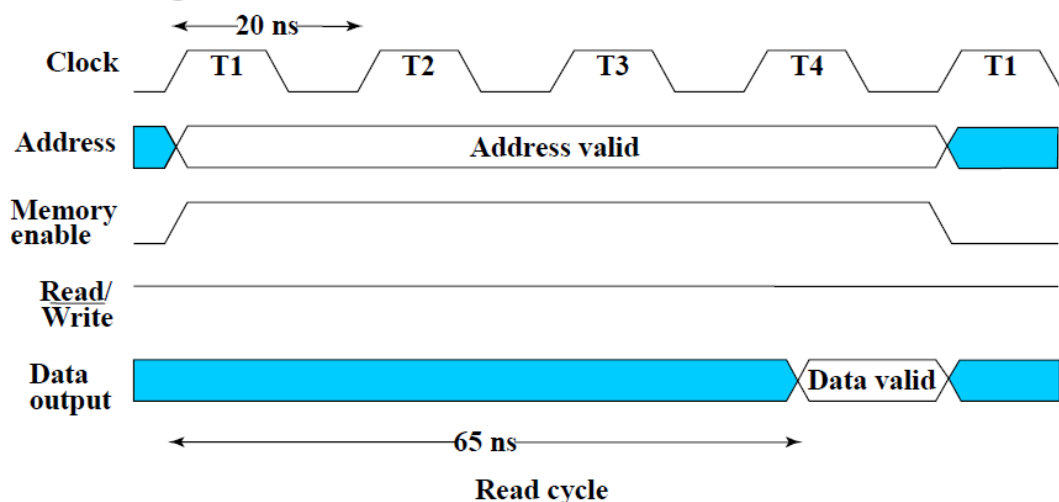 20 ns
Clock T1 T2 T3 T4 T1
Address Address valid
Memory
enable
Read/
Write
Data Data valid
output
65 ns
Read cycle